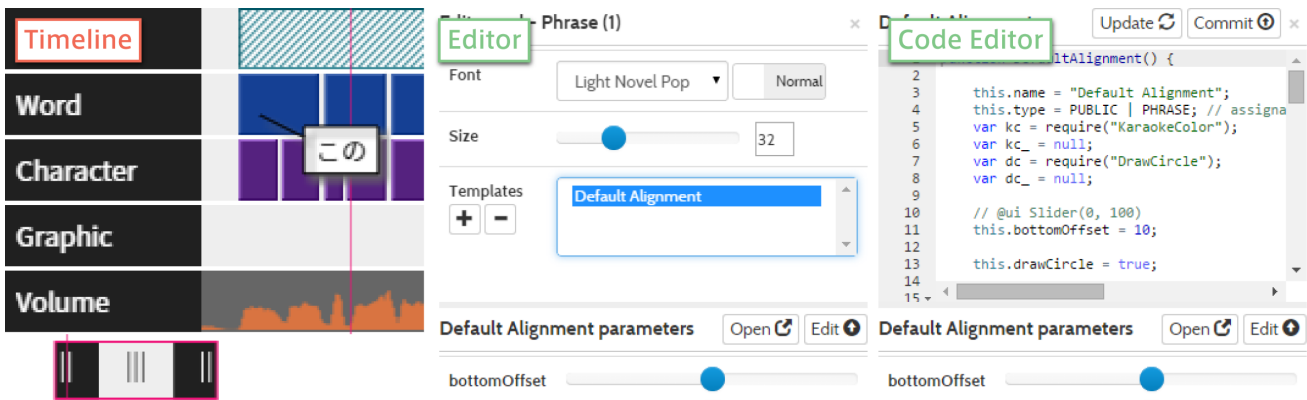 Timeline
Word
この
Character
Graphic
Volume
- Phrase (1)
×
Editor
Font
Light Novel Pop
Normal
Size
32
Templates
Default Alignment
Default Alignment parameters
Open
Edit
bottomOffset
Update
Commit
×
Code Editor
ltAlignment() {
2
3 this.name = "Default Alignment";
4 this.type = PUBLIC | PHRASE; // assigna
5 var kc = require("KaraokeColor");
6 var kc_ = null;
7 var dc = require("DrawCircle");
8 var dc_ = null;
9
10 // @ui Slider(0, 100)
11 this.bottomOffset = 10;
12
13 this.drawCircle = true;
14
15
Default Alignment parameters
Open
Edit
bottomOffset